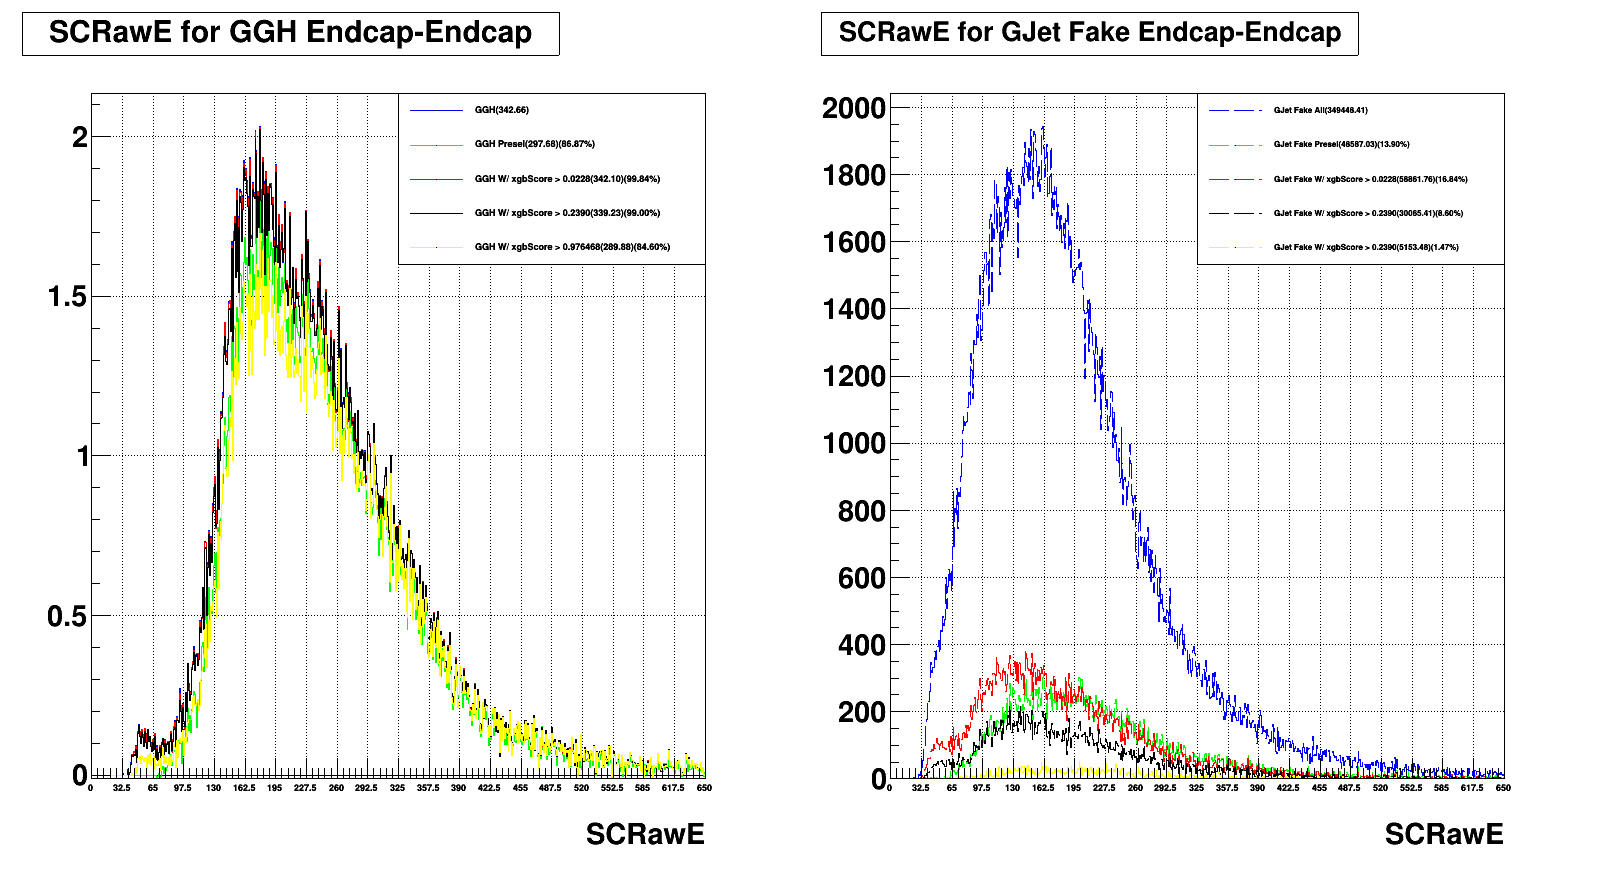 SCRawE for GGH Endcap-Endcap
GGH(342.66)
GGH Presel(297.68)(86.87%)
GGH W/ xgbScore > 0.0228(342.10)(99.84%)
GGH W/ xgbScore > 0.2390(339.23)(99.00%)
GGH W/ xgbScore > 0.976468(289.88)(84.60%)
2
1.5
1
0.5
0
0 32.5 65 97.5 130 162.5 195 227.5 260 292.5 325 357.5 390 422.5 455 487.5 520 552.5 585 617.5 650
SCRawE
SCRawE for GJet Fake Endcap-Endcap
GJet Fake All(349448.41)
GJet Fake Presel(48587.03)(13.90%)
GJet Fake W/ xgbScore > 0.0228(58861.76)(16.84%)
GJet Fake W/ xgbScore > 0.2390(30065.41)(8.60%)
GJet Fake W/ xgbScore > 0.2390(5153.48)(1.47%)
2000
1800
1600
1400
1200
1000
800
600
400
200
0
0 32.5 65 97.5 130 162.5 195 227.5 260 292.5 325 357.5 390 422.5 455 487.5 520 552.5 585 617.5 650
SCRawE